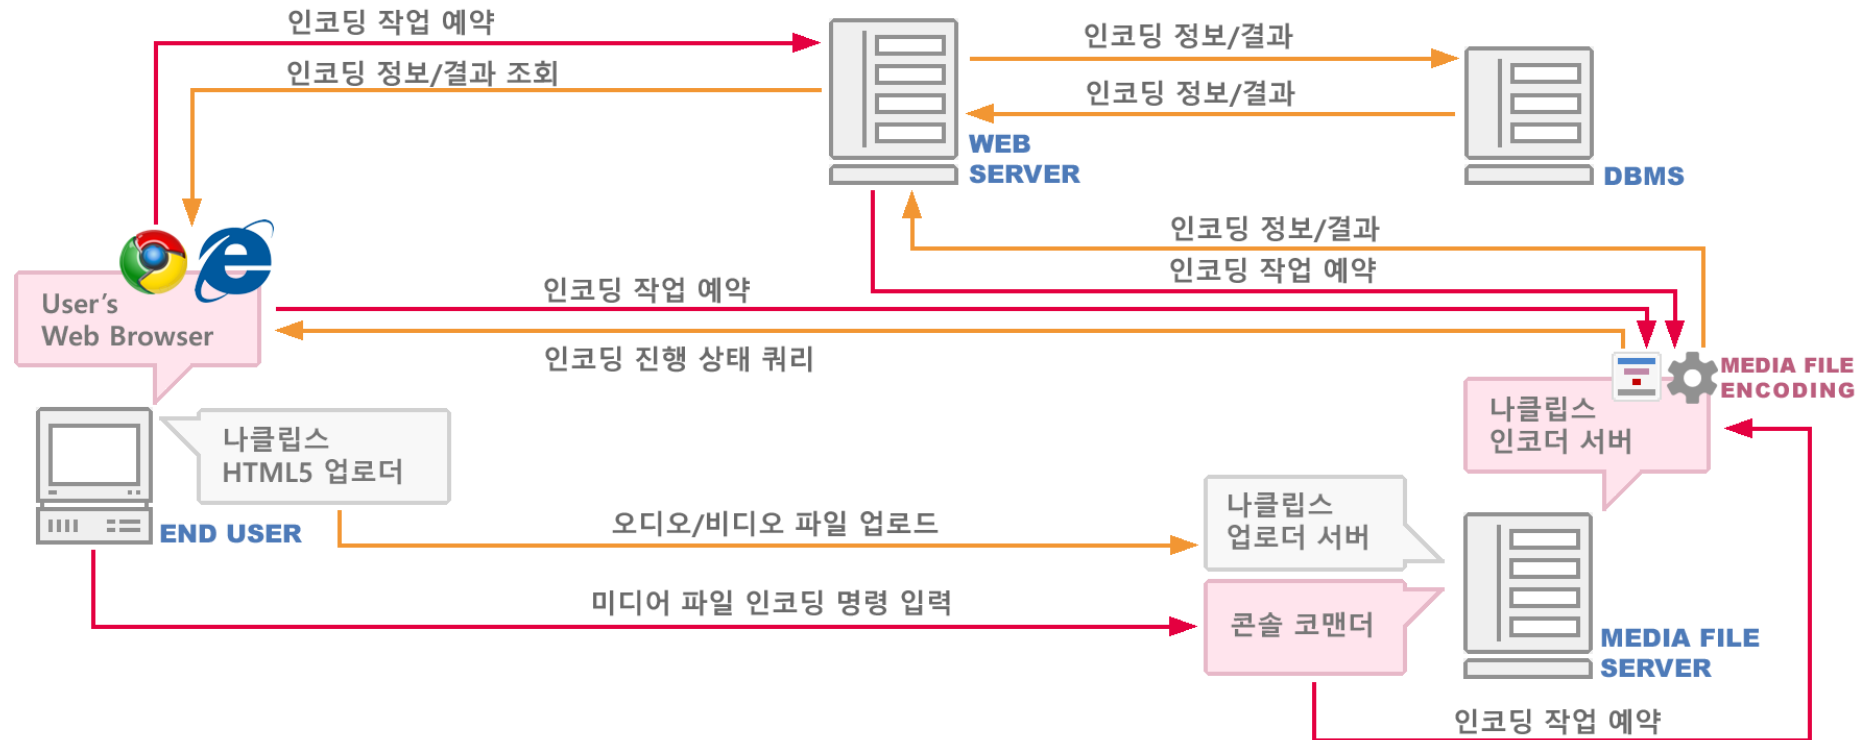 인코딩 작업 예약
인코딩 정보/결과 조회
인코딩 정보/결과
인코딩 정보/결과
WEB
SERVER
DBMS
인코딩 정보/결과
인코딩 작업 예약
User's
Web Browser
인코딩 작업 예약
인코딩 진행 상태 쿼리
MEDIA FILE
ENCODING
나클립스
인코더 서버
나클립스
HTML5 업로더
END USER
오디오/비디오 파일 업로드
나클립스
업로더 서버
미디어 파일 인코딩 명령 입력
콘솔 코맨더
MEDIA FILE
SERVER
인코딩 작업 예약